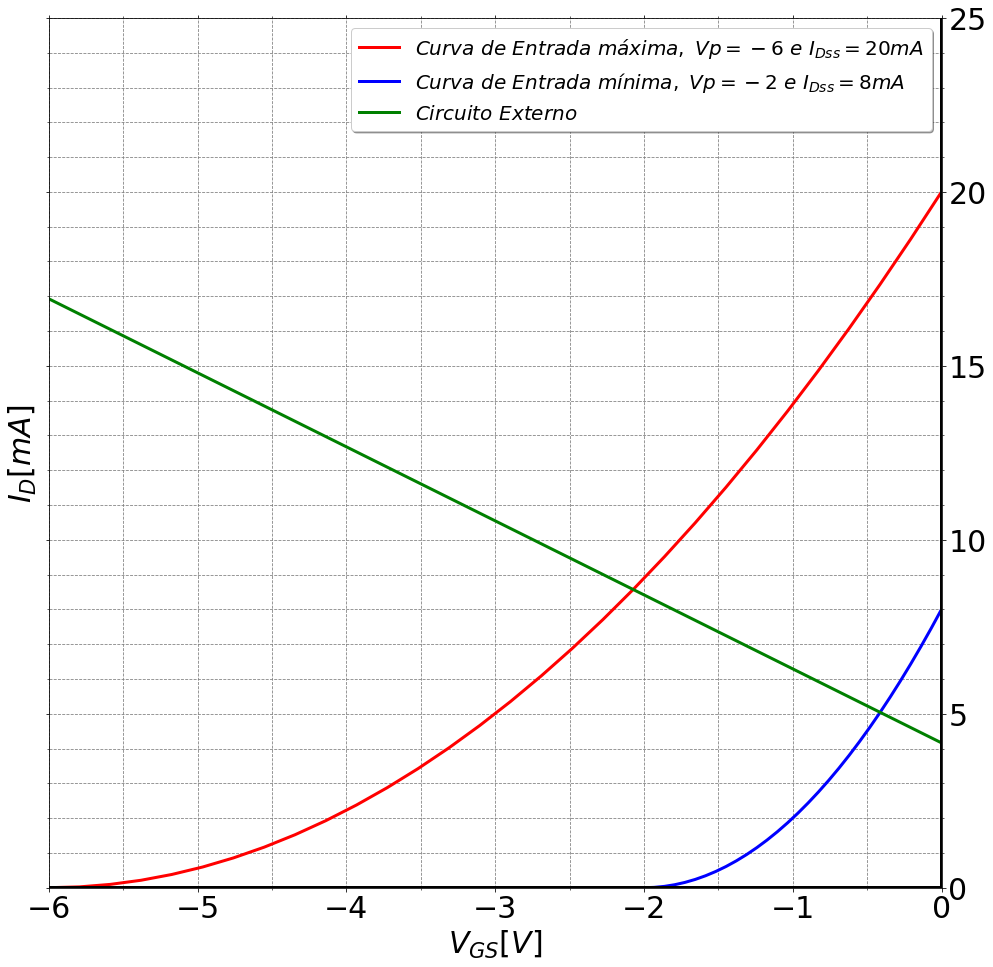 Curva de Entrada máxima, Vp = −6 e I_Dss = 20mA
Curva de Entrada mínima, Vp = −2 e I_Dss = 8mA
Circuito Externo
25
20
15
10
5
0
I_D[mA]
−6 −5 −4 −3 −2 −1 0
V_GS[V]